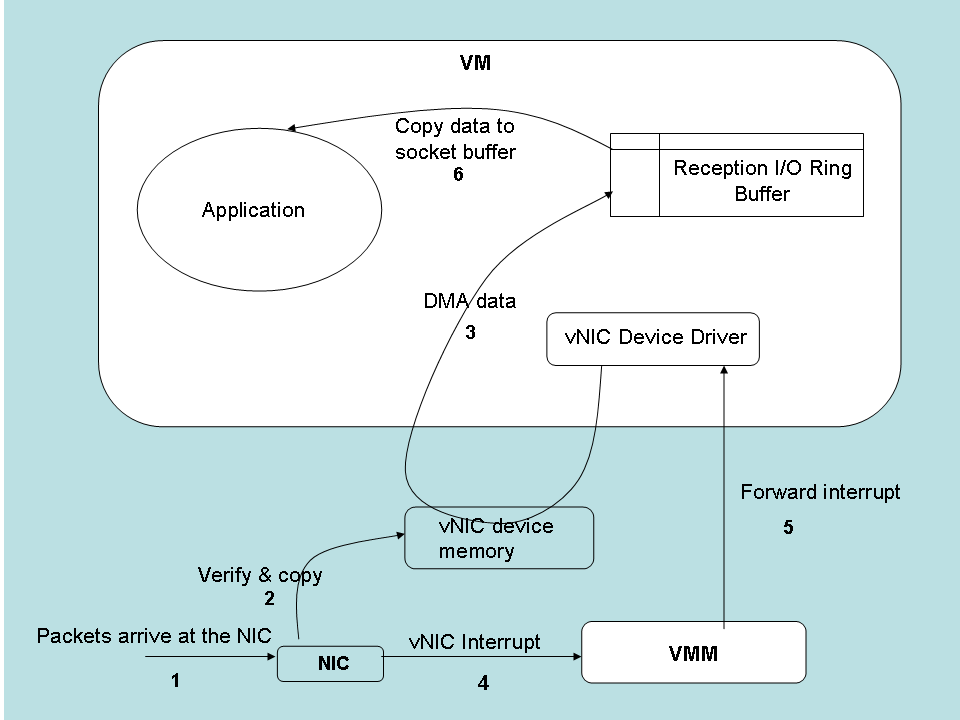 VM
Copy data to
socket buffer
6
Reception I/O Ring
Buffer
Application
DMA data
3
vNIC Device Driver
Forward interrupt
5
vNIC device
memory
Verify & copy
2
Packets arrive at the NIC
1
NIC
vNIC Interrupt
4
VMM